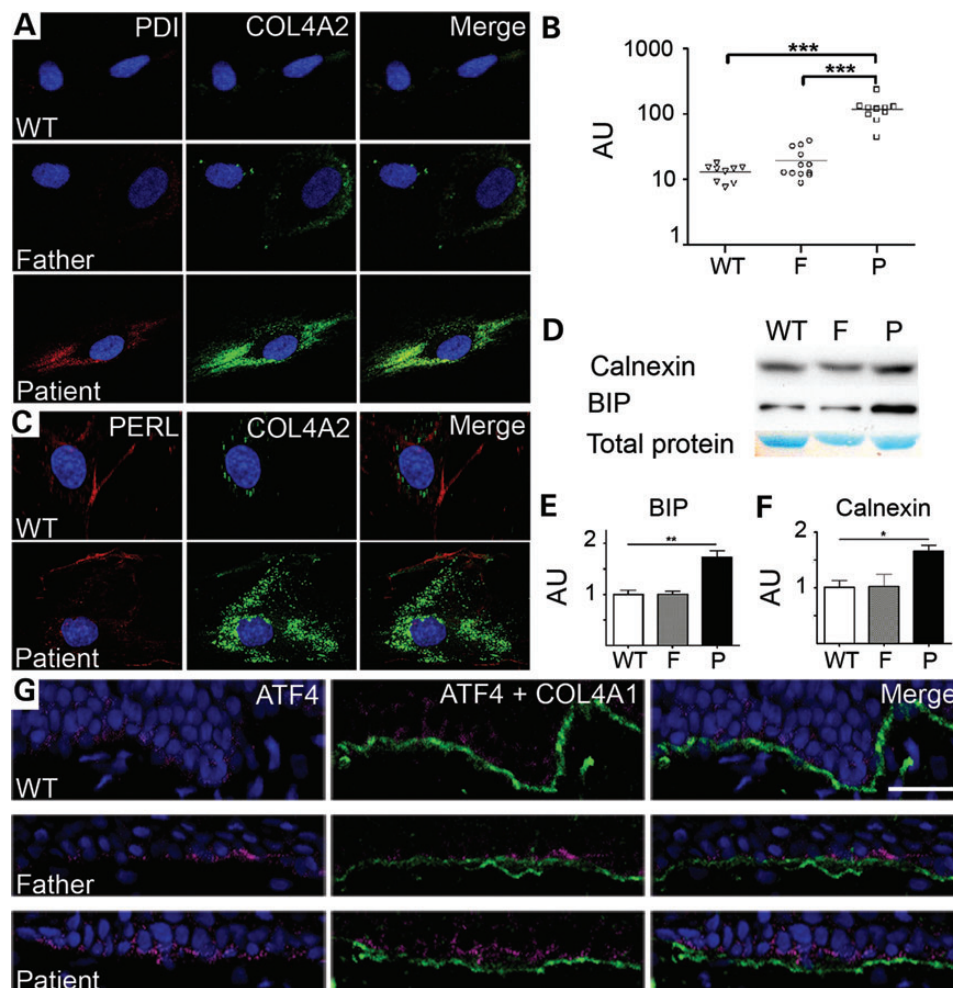 A
PDI
COL4A2
Merge
WT
Father
Patient
B
***
***
1000
100
10
1
AU
WT F P
C
PERL
COL4A2
Merge
WT
Patient
D
WT F P
Calnexin
BIP
Total protein
E
BIP
**
2
1
AU
WT F P
F
Calnexin
*
2
1
AU
WT F P
G
ATF4
ATF4 + COL4A1
Merge
WT
Father
Patient